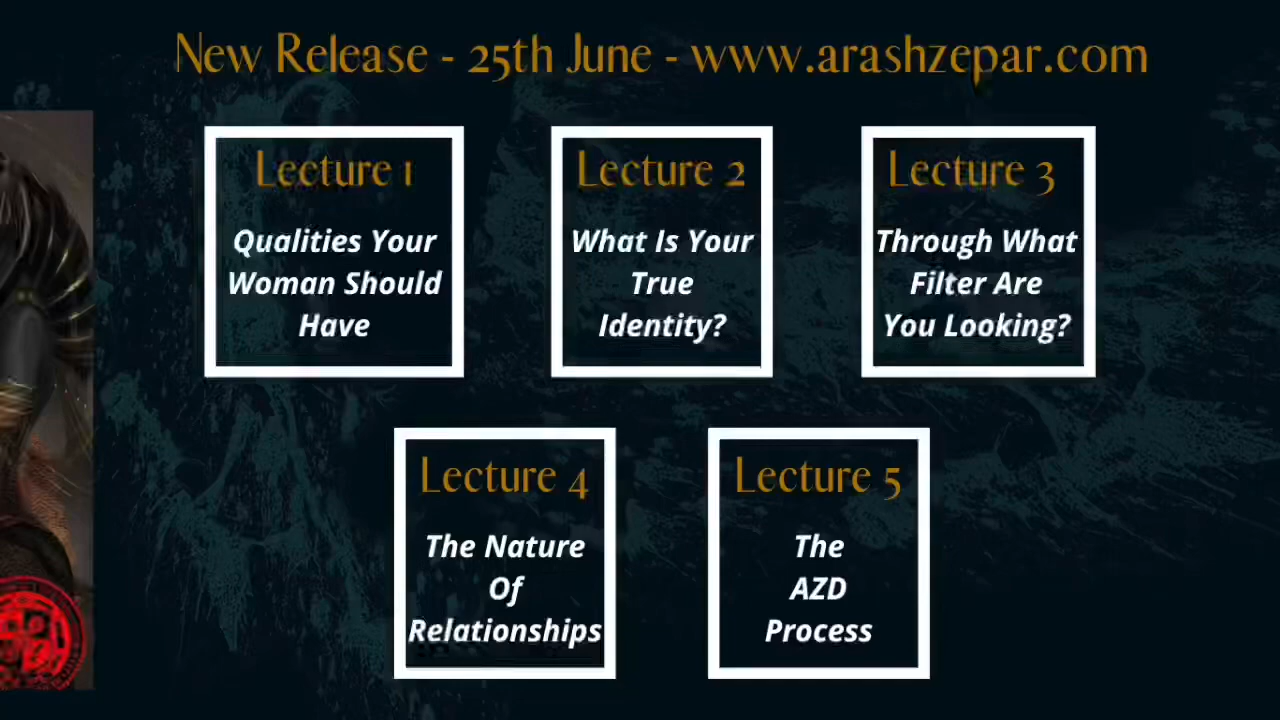 New Release - 25th June - www.arashzepar.com
Lecture 1
Qualities Your
Woman Should
Have
Lecture 2
What Is Your
True
Identity?
Lecture 3
Through What
Filter Are
You Looking?
Lecture 4
The Nature
Of
Relationships
Lecture 5
The
AZD
Process